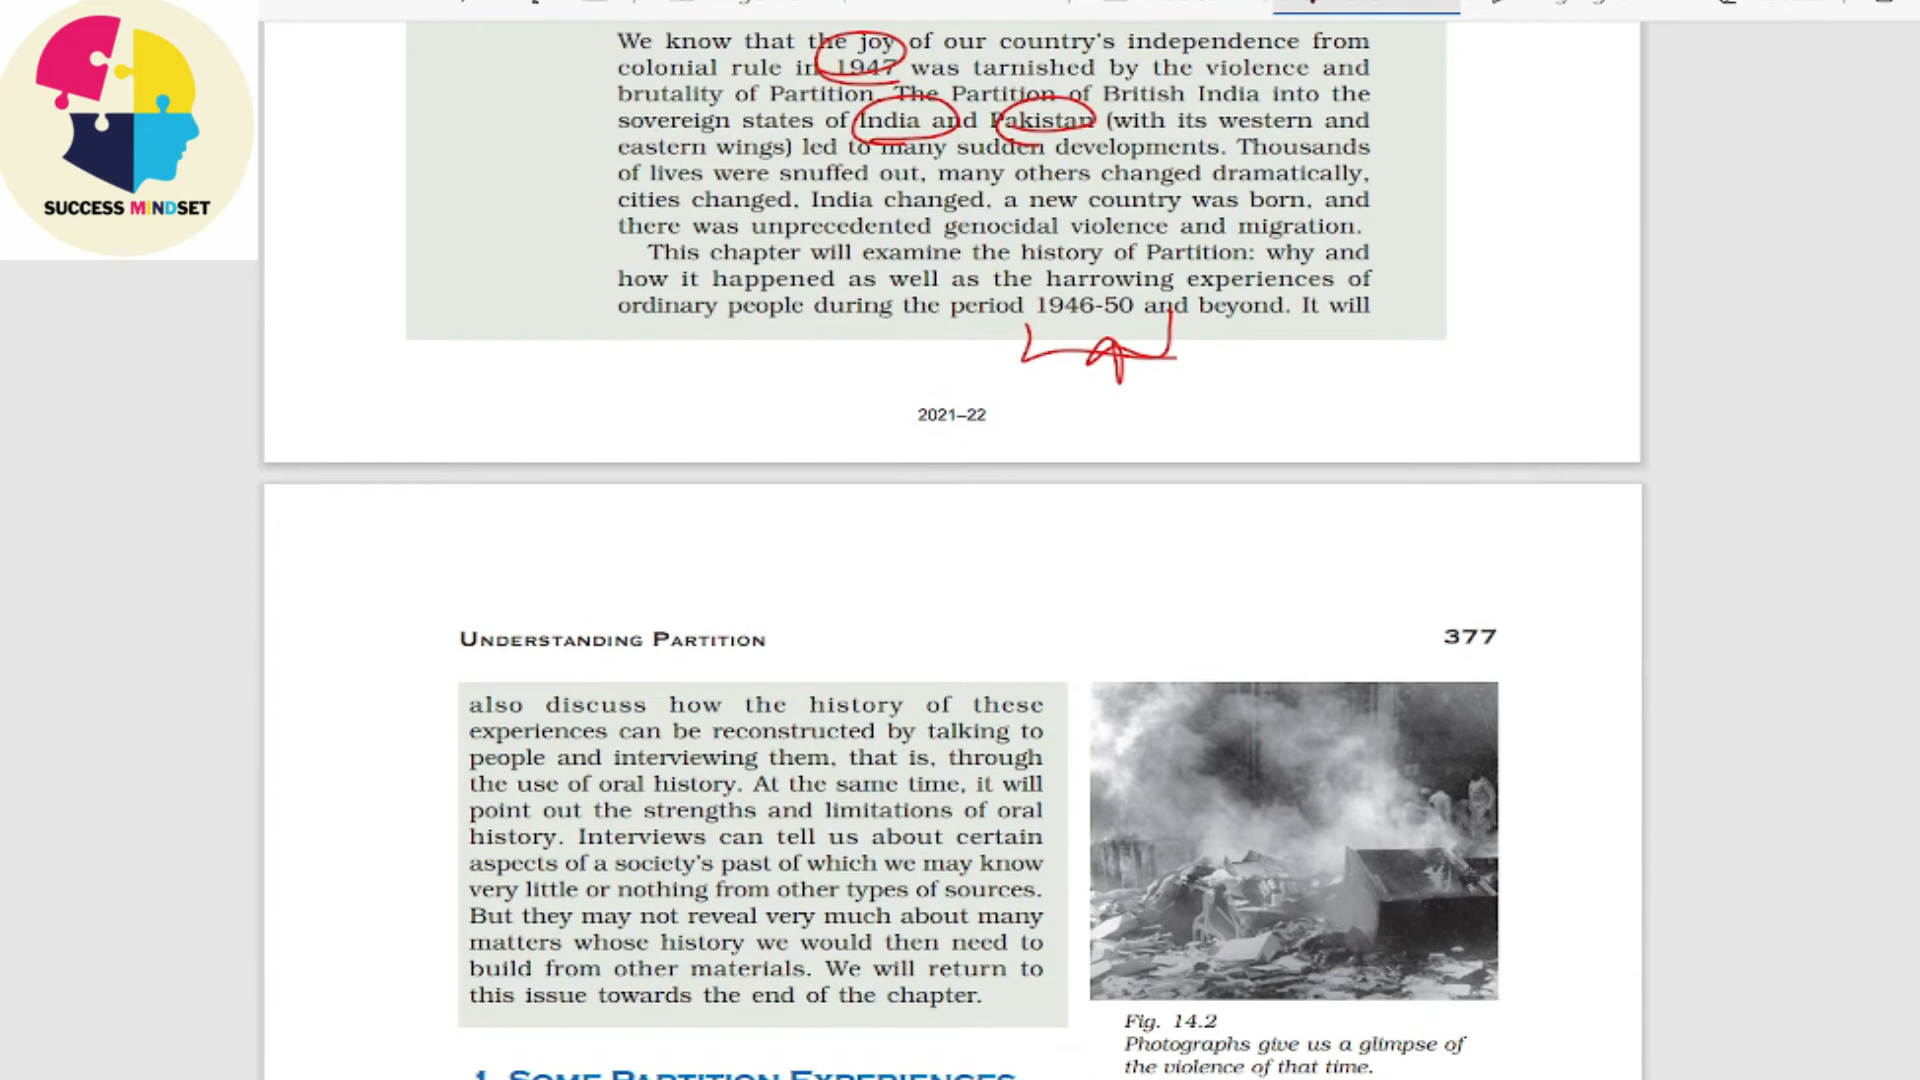 SUCCESS MINDSET
We know that the joy of our country's independence from
colonial rule in 1947 was tarnished by the violence and
brutality of Partition. The Partition of British India into the
sovereign states of India and Pakistan (with its western and
eastern wings) led to many sudden developments. Thousands
of lives were snuffed out, many others changed dramatically,
cities changed, India changed, a new country was born, and
there was unprecedented genocidal violence and migration.
This chapter will examine the history of Partition: why and
how it happened as well as the harrowing experiences of
ordinary people during the period 1946-50 and beyond. It will
2021–22
UNDERSTANDING PARTITION
377
also discuss how the history of these
experiences can be reconstructed by talking to
people and interviewing them, that is, through
the use of oral history. At the same time, it will
point out the strengths and limitations of oral
history. Interviews can tell us about certain
aspects of a society's past of which we may know
very little or nothing from other types of sources.
But they may not reveal very much about many
matters whose history we would then need to
build from other materials. We will return to
this issue towards the end of the chapter.
Fig. 14.2
Photographs give us a glimpse of
the violence of that time.
1. SOME PARTITION EXPERIENCES